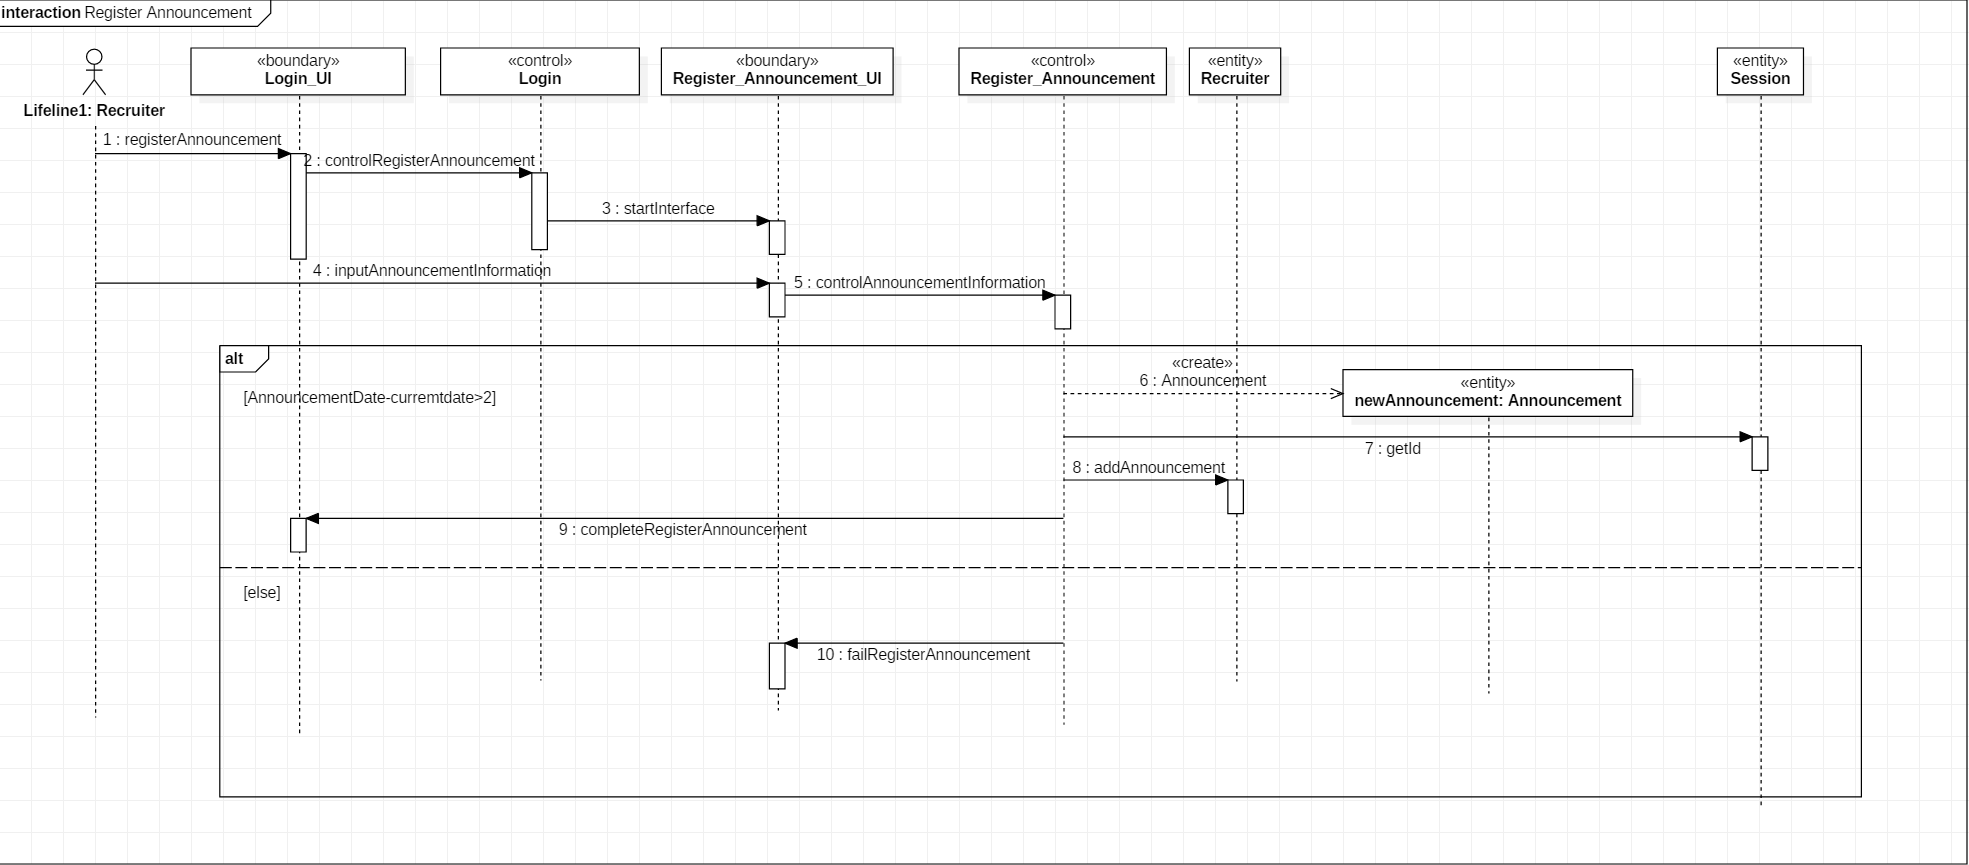 interaction Register Announcement
«boundary»
Login_UI
«control»
Login
«boundary»
Register_Announcement_UI
«control»
Register_Announcement
«entity»
Recruiter
«entity»
Session
Lifeline1: Recruiter
1 : registerAnnouncement
2 : controlRegisterAnnouncement
3 : startInterface
4 : inputAnnouncementInformation
5 : controlAnnouncementInformation
alt
[AnnouncementDate-curremtdate>2]
«create»
6 : Announcement
«entity»
newAnnouncement: Announcement
7 : getId
8 : addAnnouncement
9 : completeRegisterAnnouncement
[else]
10 : failRegisterAnnouncement